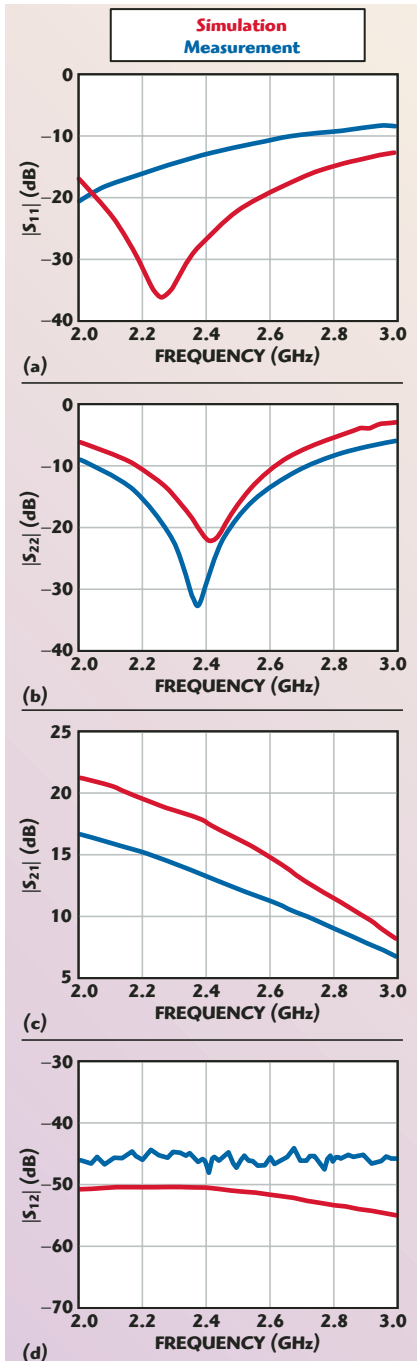 Simulation
Measurement
0
−10
−20
−30
−40
|S11| (dB)
2.0 2.2 2.4 2.6 2.8 3.0
FREQUENCY (GHz)
(a)
0
−10
−20
−30
−40
|S22| (dB)
2.0 2.2 2.4 2.6 2.8 3.0
FREQUENCY (GHz)
(b)
25
20
15
10
5
|S21| (dB)
2.0 2.2 2.4 2.6 2.8 3.0
FREQUENCY (GHz)
(c)
−30
−40
−50
−60
−70
|S12| (dB)
2.0 2.2 2.4 2.6 2.8 3.0
FREQUENCY (GHz)
(d)